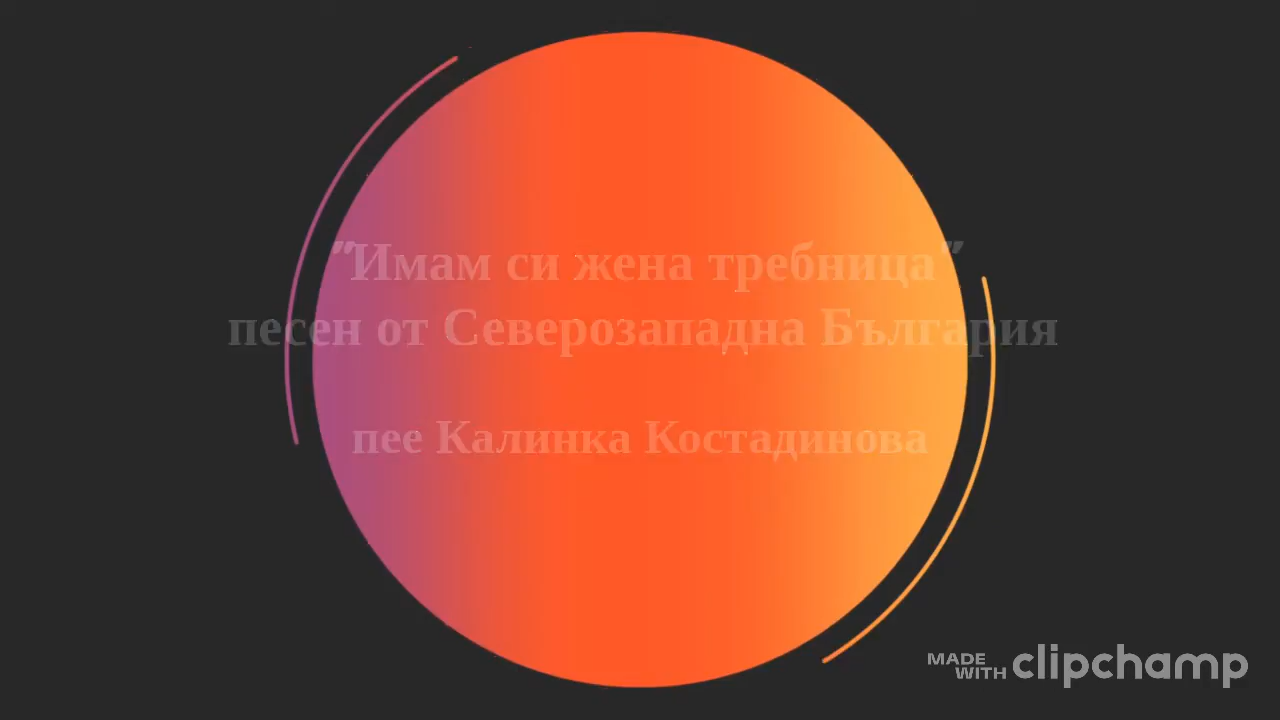 "Имам си жена требница"
песен от Северозападна България
пее Калинка Костадинова
MADE
WITH clipchamp